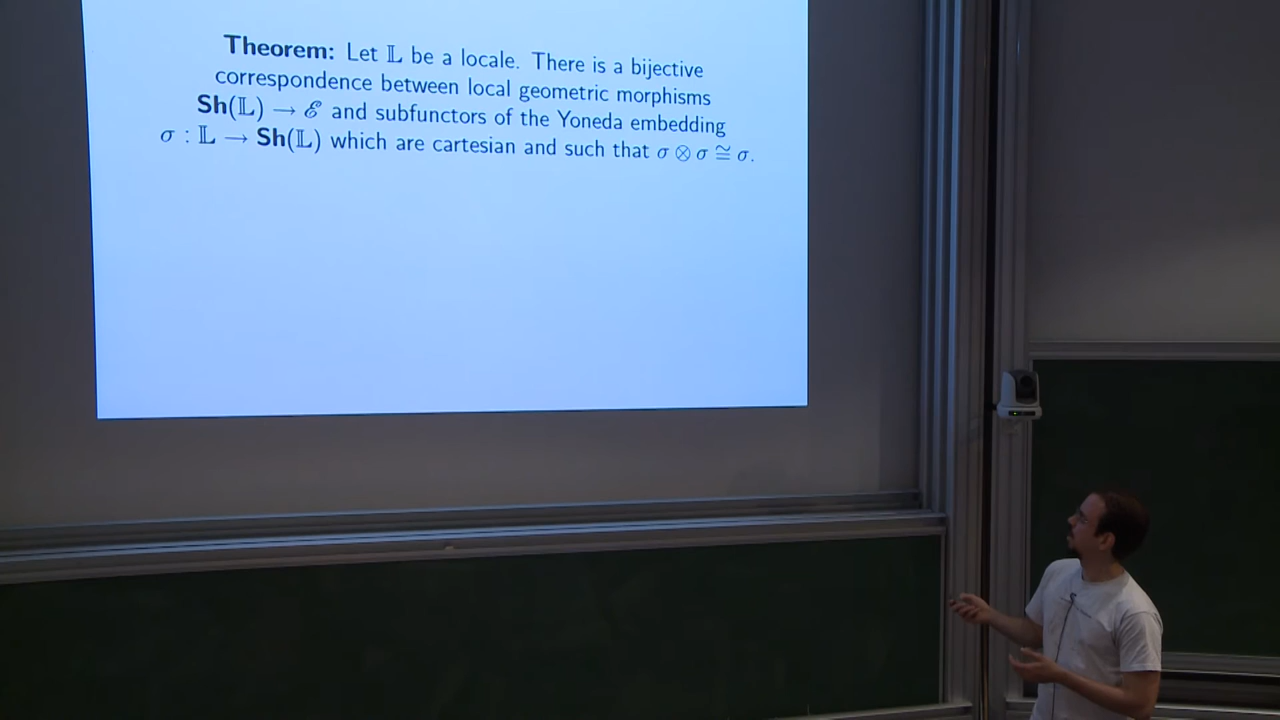 Theorem: Let 𝕃 be a locale. There is a bijective
correspondence between local geometric morphisms
Sh(𝕃) → ℰ and subfunctors of the Yoneda embedding
σ : 𝕃 → Sh(𝕃) which are cartesian and such that σ ⊗ σ ≅ σ.